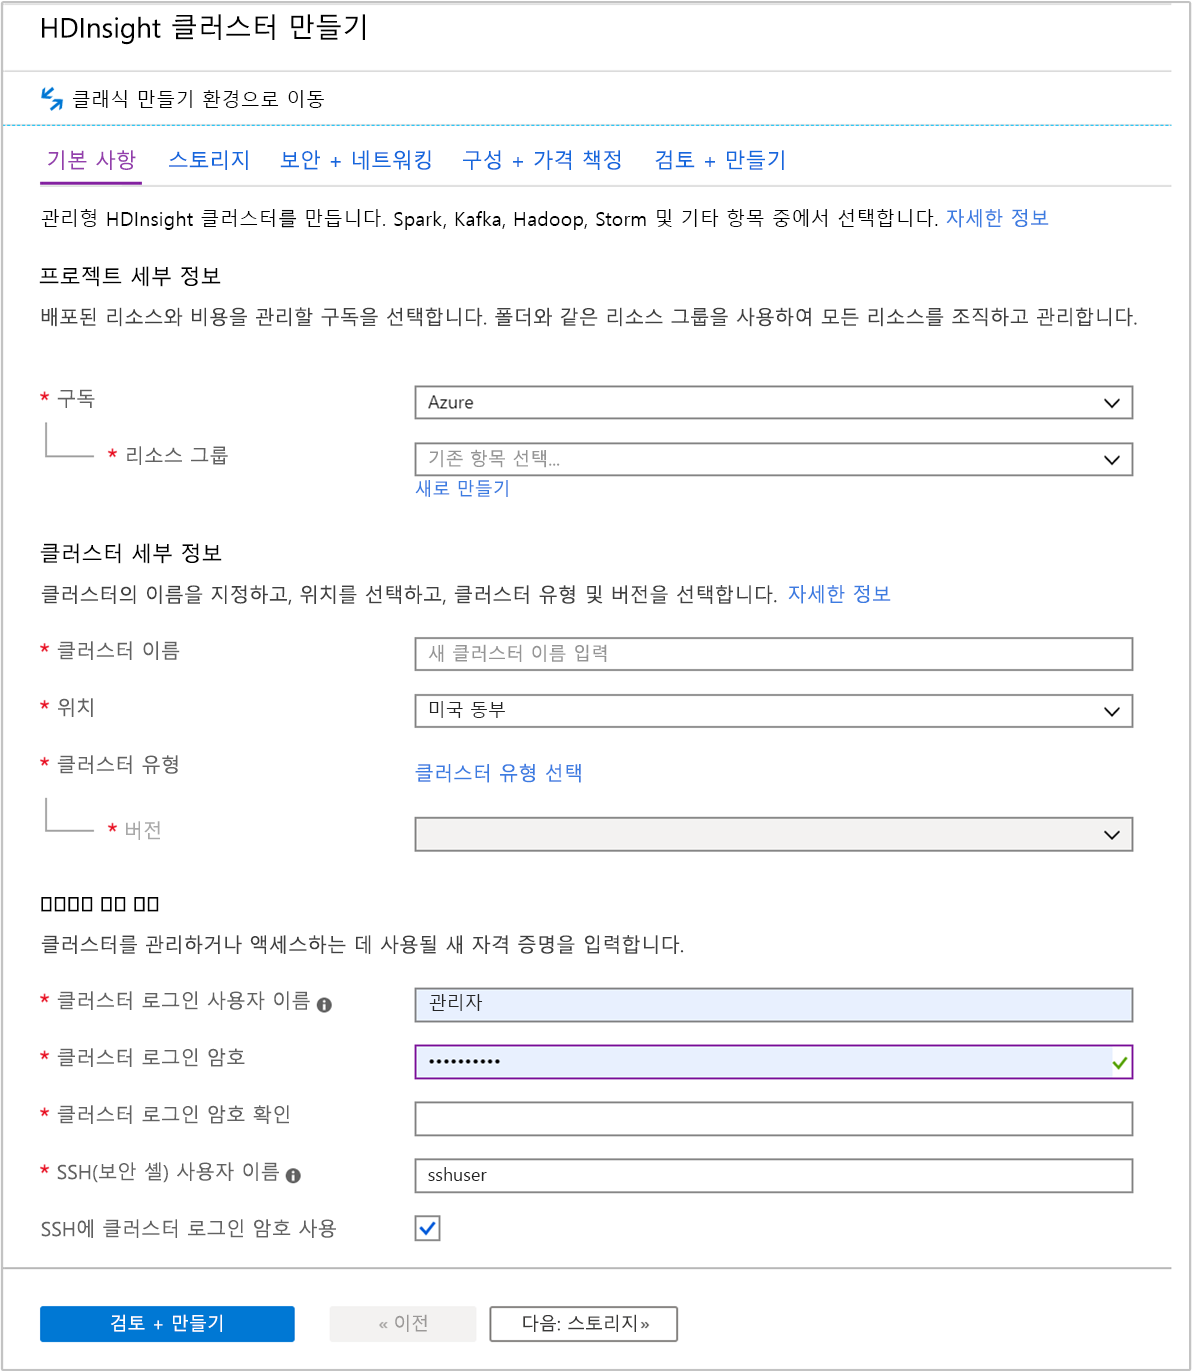 HDInsight 클러스터 만들기
클래식 만들기 환경으로 이동
기본 사항 스토리지 보안 + 네트워킹 구성 + 가격 책정 검토 + 만들기
관리형 HDInsight 클러스터를 만듭니다. Spark, Kafka, Hadoop, Storm 및 기타 항목 중에서 선택합니다. 자세한 정보
프로젝트 세부 정보
배포된 리소스와 비용을 관리할 구독을 선택합니다. 폴더와 같은 리소스 그룹을 사용하여 모든 리소스를 조직하고 관리합니다.
* 구독 Azure
* 리소스 그룹 기존 항목 선택...
새로 만들기
클러스터 세부 정보
클러스터의 이름을 지정하고, 위치를 선택하고, 클러스터 유형 및 버전을 선택합니다. 자세한 정보
* 클러스터 이름 새 클러스터 이름 입력
* 위치 미국 동부
* 클러스터 유형 클러스터 유형 선택
* 버전
클러스터를 관리하거나 액세스하는 데 사용될 새 자격 증명을 입력합니다.
* 클러스터 로그인 사용자 이름 관리자
* 클러스터 로그인 암호 ••••••••••
* 클러스터 로그인 암호 확인
* SSH(보안 셸) 사용자 이름 sshuser
SSH에 클러스터 로그인 암호 사용
검토 + 만들기 « 이전 다음: 스토리지»